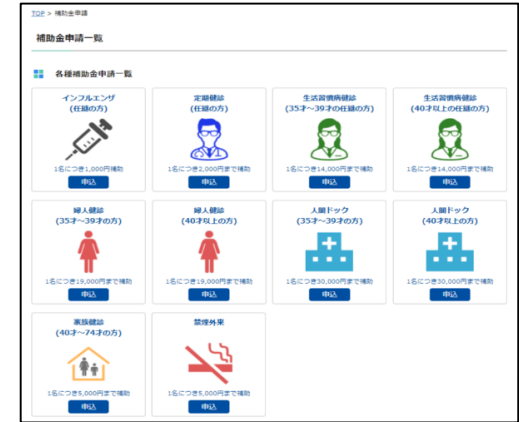 TOP > 補助金申請
補助金申請一覧
各種補助金申請一覧
インフルエンザ
(任継の方)
1名につき1,000円補助
申込
定期健診
(任継の方)
1名につき2,000円まで補助
申込
生活習慣病健診
(35才～39才の任継の方)
1名につき14,000円まで補助
申込
生活習慣病健診
(40才以上の任継の方)
1名につき14,000円まで補助
申込
婦人健診
(35才～39才の方)
1名につき19,000円まで補助
申込
婦人健診
(40才以上の方)
1名につき19,000円まで補助
申込
人間ドック
(35才～39才の方)
1名につき30,000円まで補助
申込
人間ドック
(40才以上の方)
1名につき30,000円まで補助
申込
家族健診
(40才～74才の方)
1名につき5,000円まで補助
申込
禁煙外来
1名につき5,000円まで補助
申込